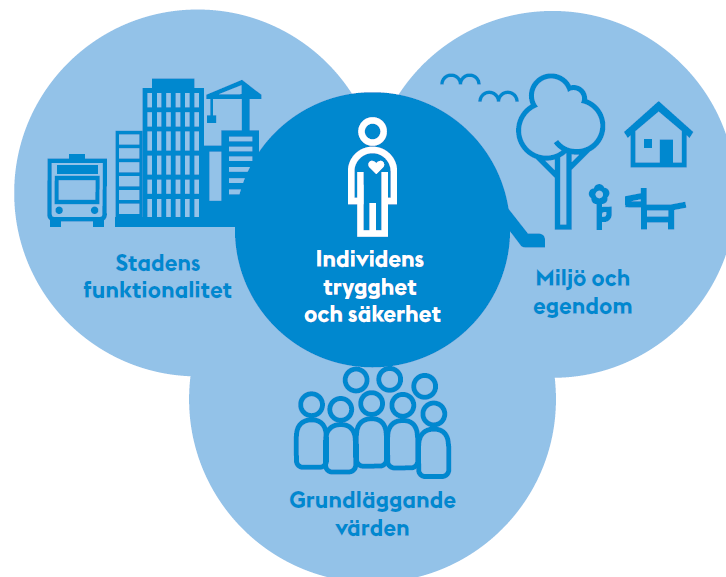 Stadens
funktionalitet
Individens
trygghet
och säkerhet
Miljö och
egendom
Grundläggande
värden